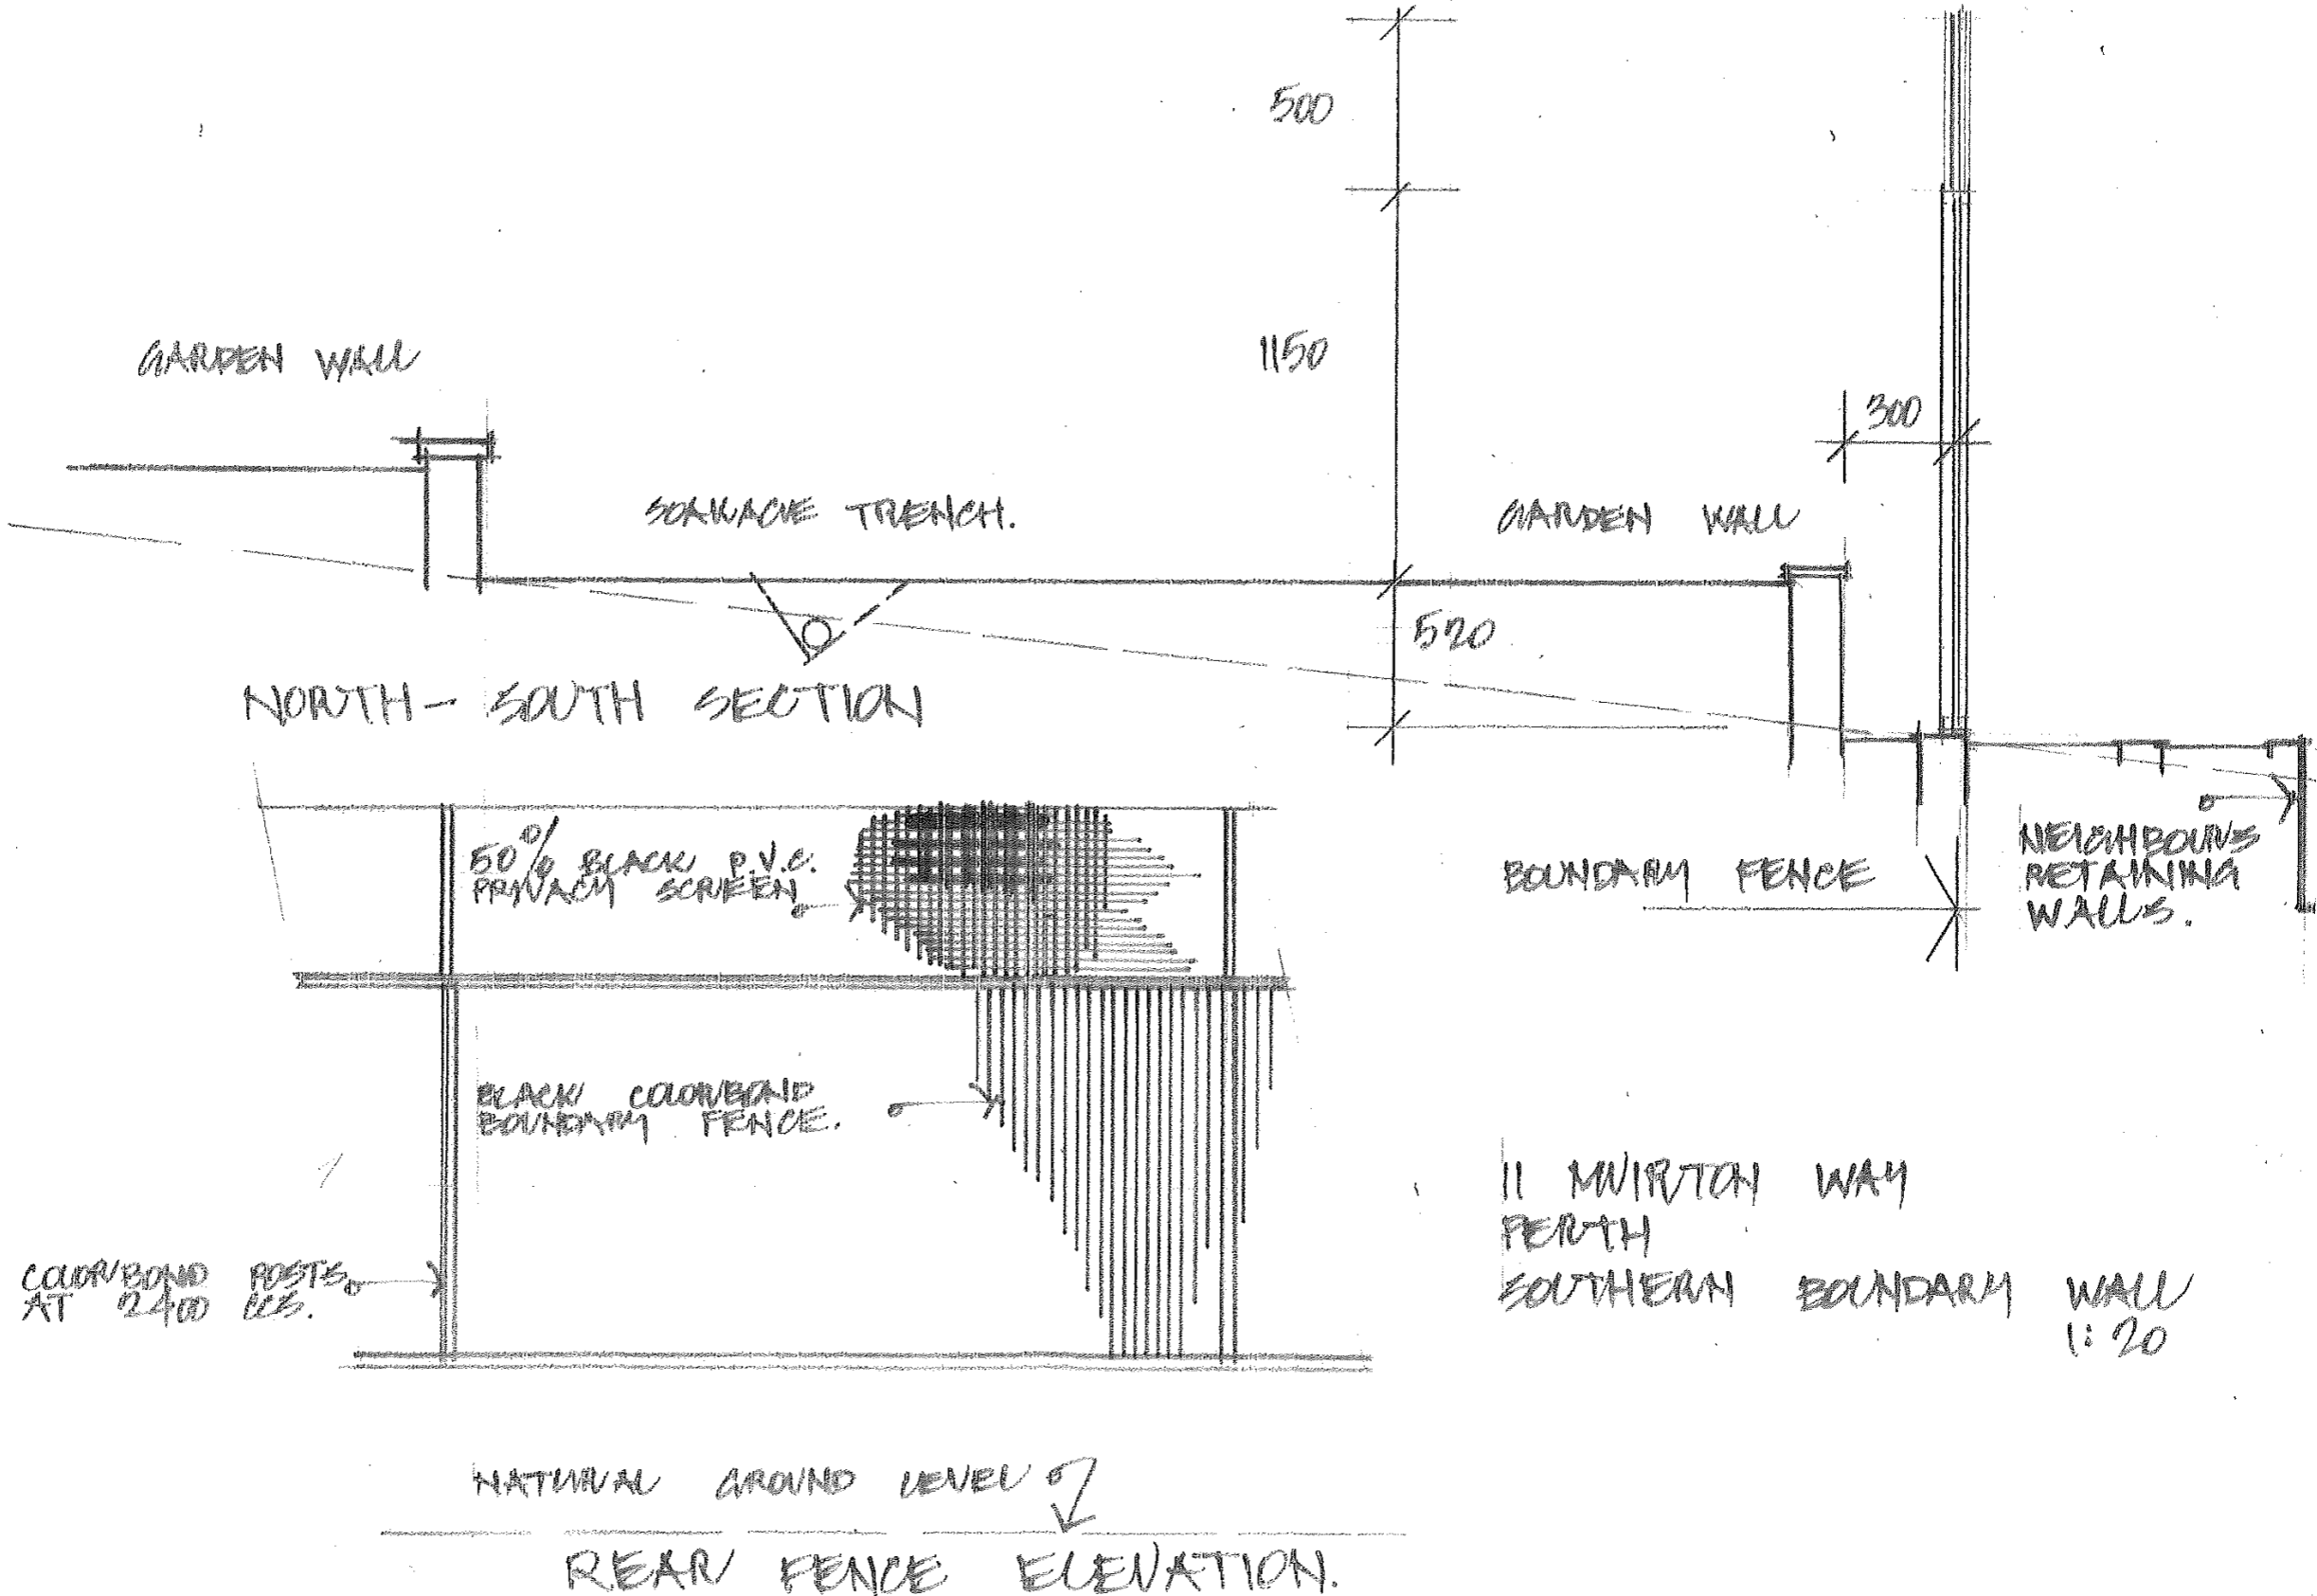 500
1150
300
GARDEN WALL
SOAKAGE TRENCH.
GARDEN WALL
520
NORTH - SOUTH SECTION
50% BLACK P.V.C.
PRIVACY SCREEN
BOUNDARY FENCE
NEIGHBOURS
RETAINING
WALLS.
BLACK COLORBOND
BOUNDARY FENCE.
COLORBOND POSTS
AT 2400 CCS.
11 MUIRTON WAY
PERTH
SOUTHERN BOUNDARY WALL
1:20
NATURAL GROUND LEVEL
REAR FENCE ELEVATION.